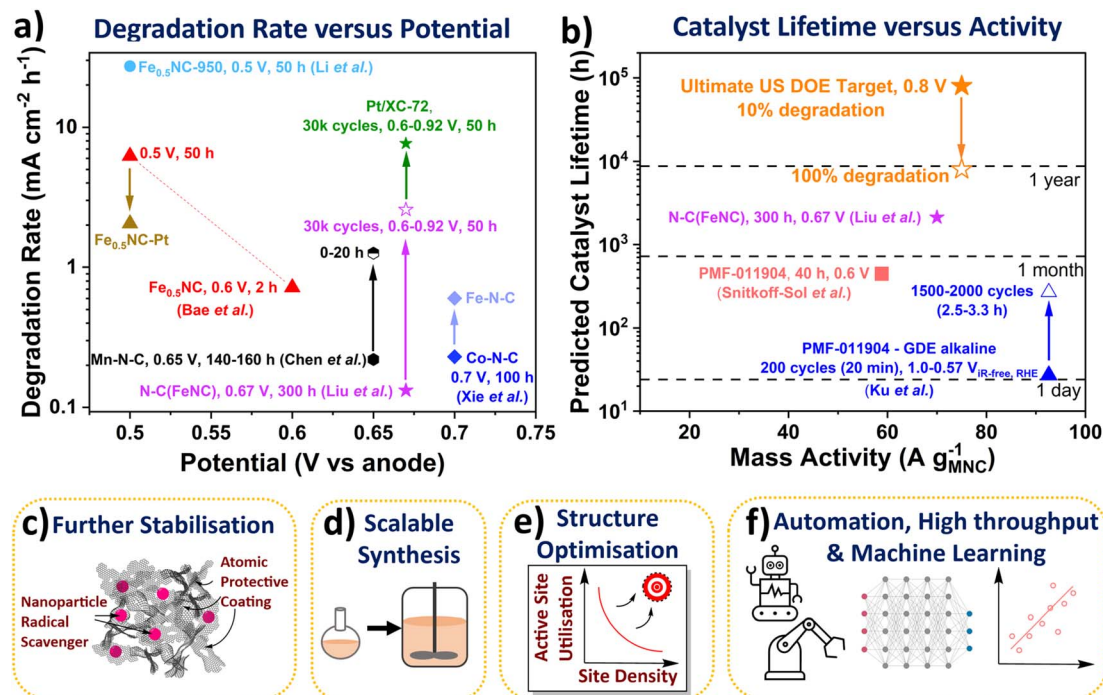 a) Degradation Rate versus Potential
Degradation Rate (mA cm⁻² h⁻¹)
10
1
0.1
Fe₀.₅NC-950, 0.5 V, 50 h (Li et al.)
Pt/XC-72,
30k cycles, 0.6-0.92 V, 50 h
0.5 V, 50 h
Fe₀.₅NC-Pt
30k cycles, 0.6-0.92 V, 50 h
0-20 h
Fe₀.₅NC, 0.6 V, 2 h
(Bae et al.)
Fe-N-C
Mn-N-C, 0.65 V, 140-160 h (Chen et al.)
Co-N-C
0.7 V, 100 h
(Xie et al.)
N-C(FeNC), 0.67 V, 300 h (Liu et al.)
0.5 0.55 0.6 0.65 0.7 0.75
Potential (V vs anode)
b) Catalyst Lifetime versus Activity
Predicted Catalyst Lifetime (h)
10⁵
10⁴
10³
10²
10¹
Ultimate US DOE Target, 0.8 V
10% degradation
100% degradation
1 year
N-C(FeNC), 300 h, 0.67 V (Liu et al.)
1 month
PMF-011904, 40 h, 0.6 V
(Snitkoff-Sol et al.)
1500-2000 cycles
(2.5-3.3 h)
PMF-011904 - GDE alkaline
200 cycles (20 min), 1.0-0.57 V iR-free, RHE
(Ku et al.)
1 day
20 40 60 80 100
Mass Activity (A g⁻¹ MNC)
c) Further Stabilisation
Atomic
Protective
Coating
Nanoparticle
Radical
Scavenger
d) Scalable
Synthesis
e) Structure
Optimisation
Active Site
Utilisation
Site Density
f) Automation, High throughput
& Machine Learning